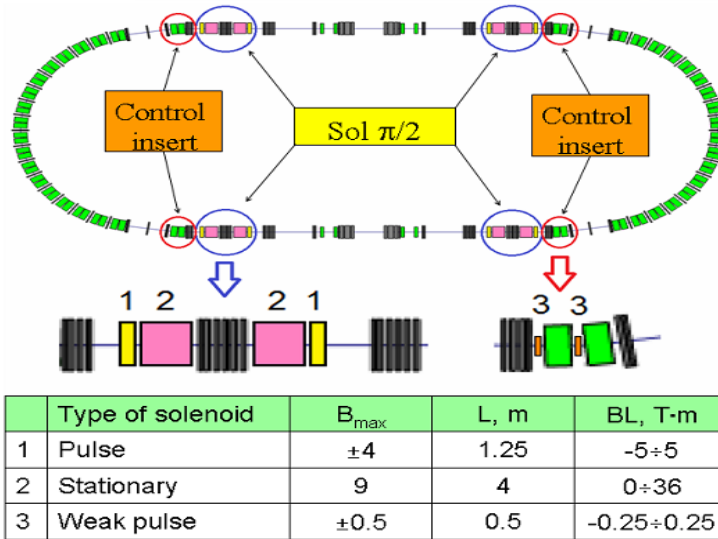 Control
insert
Sol π/2
Control
insert
1 2 2 1
3 3
Type of solenoid Bmax L, m BL, T·m
1 Pulse ±4 1.25 -5÷5
2 Stationary 9 4 0÷36
3 Weak pulse ±0.5 0.5 -0.25÷0.25